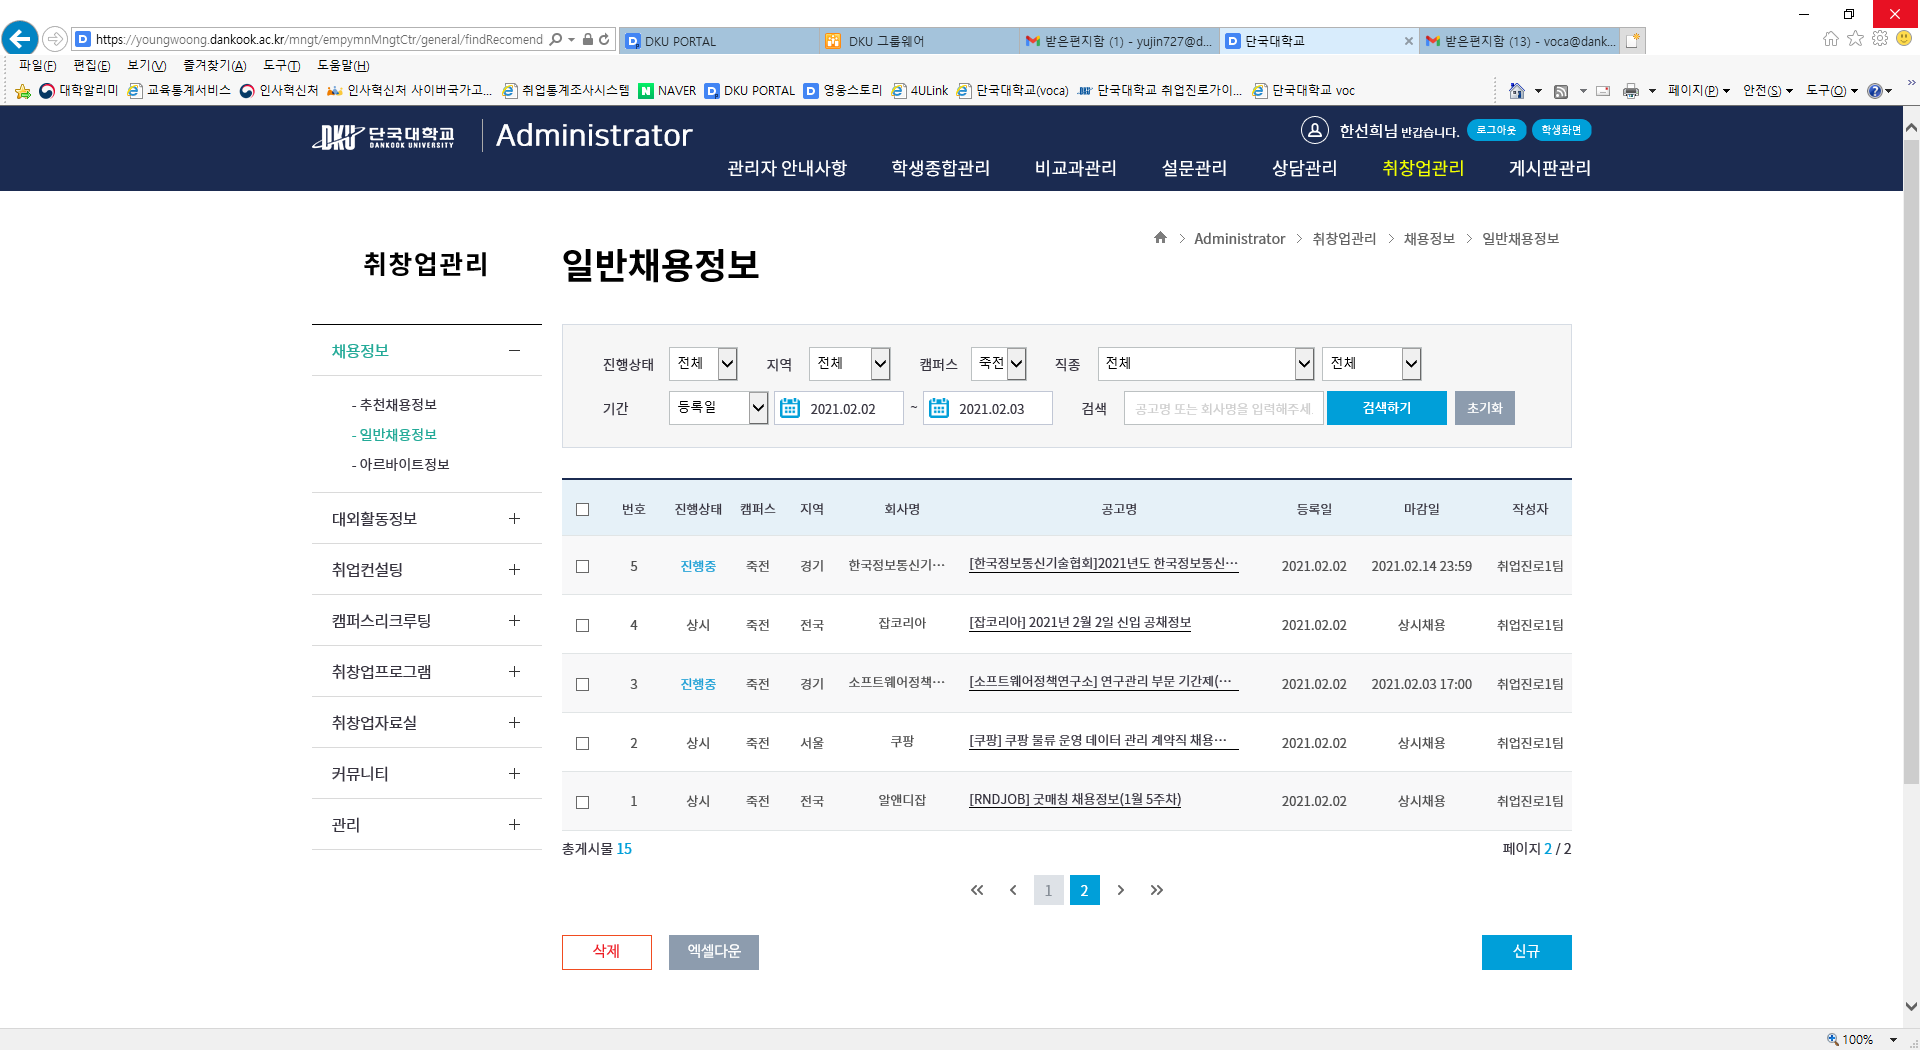 https://youngwoong.dankook.ac.kr/mngt/empymnMngtCtr/general/findRecomend
DKU PORTAL
DKU 그룹웨어
받은편지함 (1) - yujin727@d...
단국대학교
받은편지함 (13) - voca@dank...
파일(F) 편집(E) 보기(V) 즐겨찾기(A) 도구(T) 도움말(H)
대학알리미 교육통계서비스 인사혁신처 인사혁신처 사이버국가고... 취업통계조사시스템 NAVER DKU PORTAL 영웅스토리 4ULink 단국대학교(voca) 단국대학교 취업진로가이... 단국대학교 voc 페이지(P) 안전(S) 도구(O)
DKU 단국대학교 DANKOOK UNIVERSITY Administrator
한선희님 반갑습니다. 로그아웃 학생화면
관리자 안내사항 학생종합관리 비교과관리 설문관리 상담관리 취창업관리 게시판관리
Administrator > 취창업관리 > 채용정보 > 일반채용정보
취창업관리
채용정보
- 추천채용정보
- 일반채용정보
- 아르바이트정보
대외활동정보
취업컨설팅
캠퍼스리크루팅
취창업프로그램
취창업자료실
커뮤니티
관리
일반채용정보
진행상태 전체 지역 전체 캠퍼스 죽전 직종 전체 전체
기간 등록일 2021.02.02 ~ 2021.02.03 검색 공고명 또는 회사명을 입력해주세. 검색하기 초기화
번호 진행상태 캠퍼스 지역 회사명 공고명 등록일 마감일 작성자
5 진행중 죽전 경기 한국정보통신기… [한국정보통신기술협회]2021년도 한국정보통신… 2021.02.02 2021.02.14 23:59 취업진로1팀
4 상시 죽전 전국 잡코리아 [잡코리아] 2021년 2월 2일 신입 공채정보 2021.02.02 상시채용 취업진로1팀
3 진행중 죽전 경기 소프트웨어정책… [소프트웨어정책연구소] 연구관리 부문 기간제(… 2021.02.02 2021.02.03 17:00 취업진로1팀
2 상시 죽전 서울 쿠팡 [쿠팡] 쿠팡 물류 운영 데이터 관리 계약직 채용… 2021.02.02 상시채용 취업진로1팀
1 상시 죽전 전국 알앤디잡 [RNDJOB] 굿매칭 채용정보(1월 5주차) 2021.02.02 상시채용 취업진로1팀
총게시물 15
페이지 2 / 2
1 2
삭제 엑셀다운 신규
100%